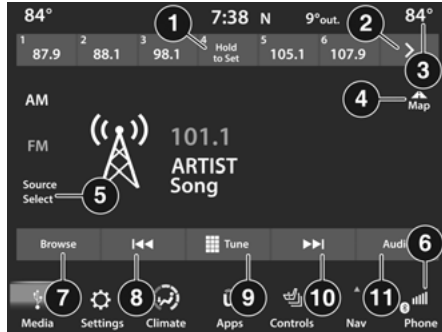 84° 7:38 N 9°out. 84°
1 87.9 2 88.1 3 98.1 4 Hold to Set 5 105.1 6 107.9
1 2 3
AM
4 Map
FM
101.1
ARTIST
Song
Source
Select 5
6
Browse Tune
7 8 9 10 11
Media Settings Climate Apps Controls Nav Phone